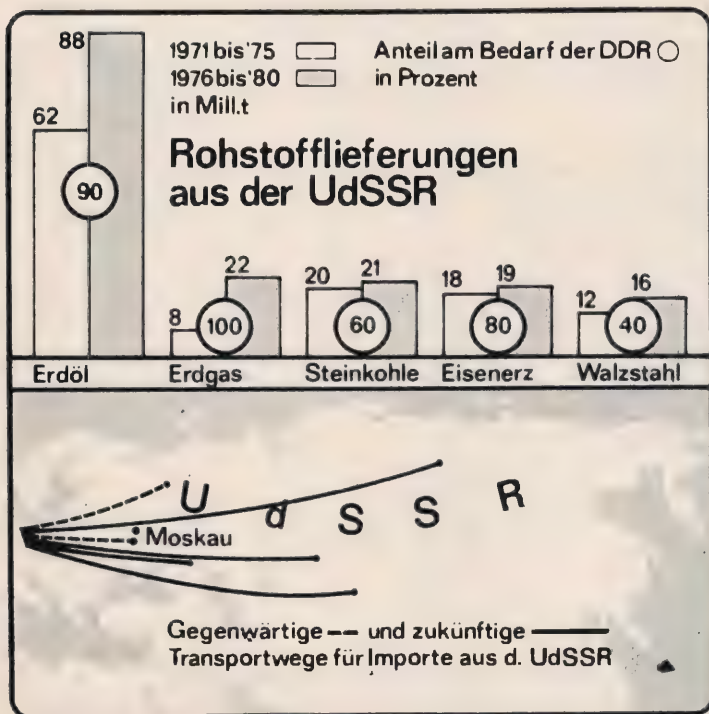 88
62
90
1971 bis '75
1976 bis '80
in Mill.t
Anteil am Bedarf der DDR
in Prozent
Rohstofflieferungen
aus der UdSSR
8
22
100
20
21
60
18
19
80
12
16
40
Erdöl
Erdgas
Steinkohle
Eisenerz
Walzstahl
U d S S R
Moskau
Gegenwärtige --- und zukünftige ———
Transportwege für Importe aus d. UdSSR